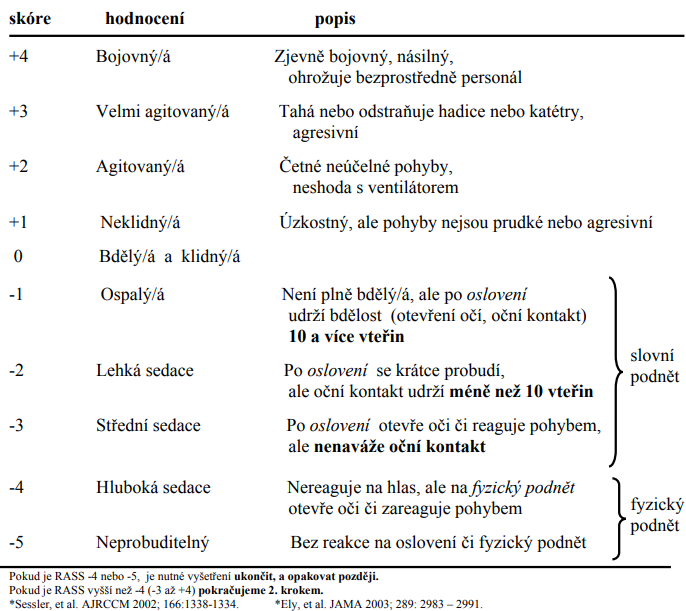 skóre hodnocení popis
+4 Bojovný/á Zjevně bojovný, násilný,
ohrožuje bezprostředně personál
+3 Velmi agitovaný/á Tahá nebo odstraňuje hadice nebo katétry,
agresivní
+2 Agitovaný/á Četné neúčelné pohyby,
neshoda s ventilátorem
+1 Neklidný/á Úzkostný, ale pohyby nejsou prudké nebo agresivní
0 Bdělý/á a klidný/á
-1 Ospalý/á Není plně bdělý/á, ale po oslovení
udrží bdělost (otevření očí, oční kontakt)
10 a více vteřin
slovní
podnět
-2 Lehká sedace Po oslovení se krátce probudí,
ale oční kontakt udrží méně než 10 vteřin
-3 Střední sedace Po oslovení otevře oči či reaguje pohybem,
ale nenaváže oční kontakt
-4 Hluboká sedace Nereaguje na hlas, ale na fyzický podnět
otevře oči či zareaguje pohybem
fyzický
podnět
-5 Neprobuditelný Bez reakce na oslovení či fyzický podnět
Pokud je RASS -4 nebo -5, je nutné vyšetření ukončit, a opakovat později.
Pokud je RASS vyšší než -4 (-3 až +4) pokračujeme 2. krokem.
*Sessler, et al. AJRCCM 2002; 166:1338-1334. *Ely, et al. JAMA 2003; 289: 2983 – 2991.